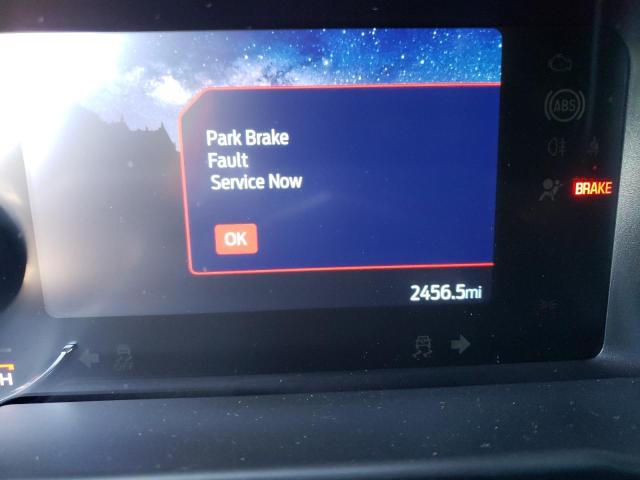 Park Brake
Fault
Service Now
OK
2456.5mi
ABS
BRAKE
H